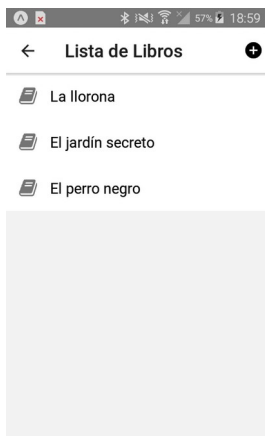 57% 18:59
Lista de Libros
La llorona
El jardín secreto
El perro negro